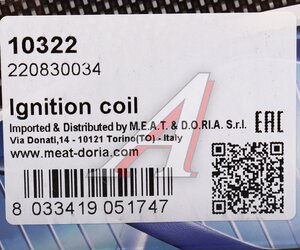 10322
220830034
Ignition coil
Imported & Distributed by M.E.A.T. & D.O.RI.A. S.r.l.
Via Donati,14 - 10121 Torino(TO) - Italy
www.meat-doria.com
EAC
8 033419 051747